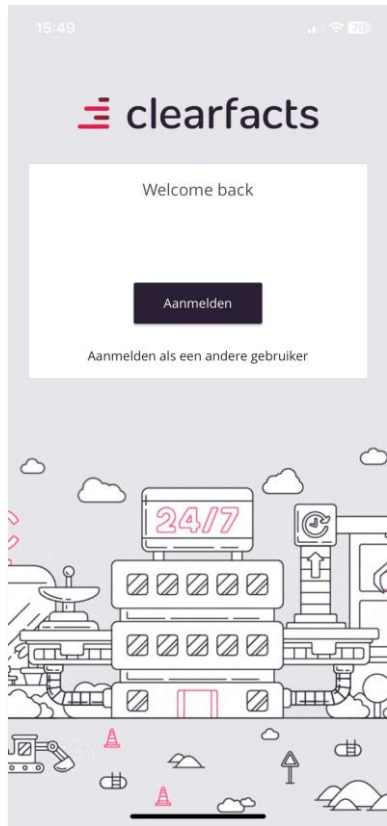 15:49
70
clearfacts
Welcome back
Aanmelden
Aanmelden als een andere gebruiker
24/7